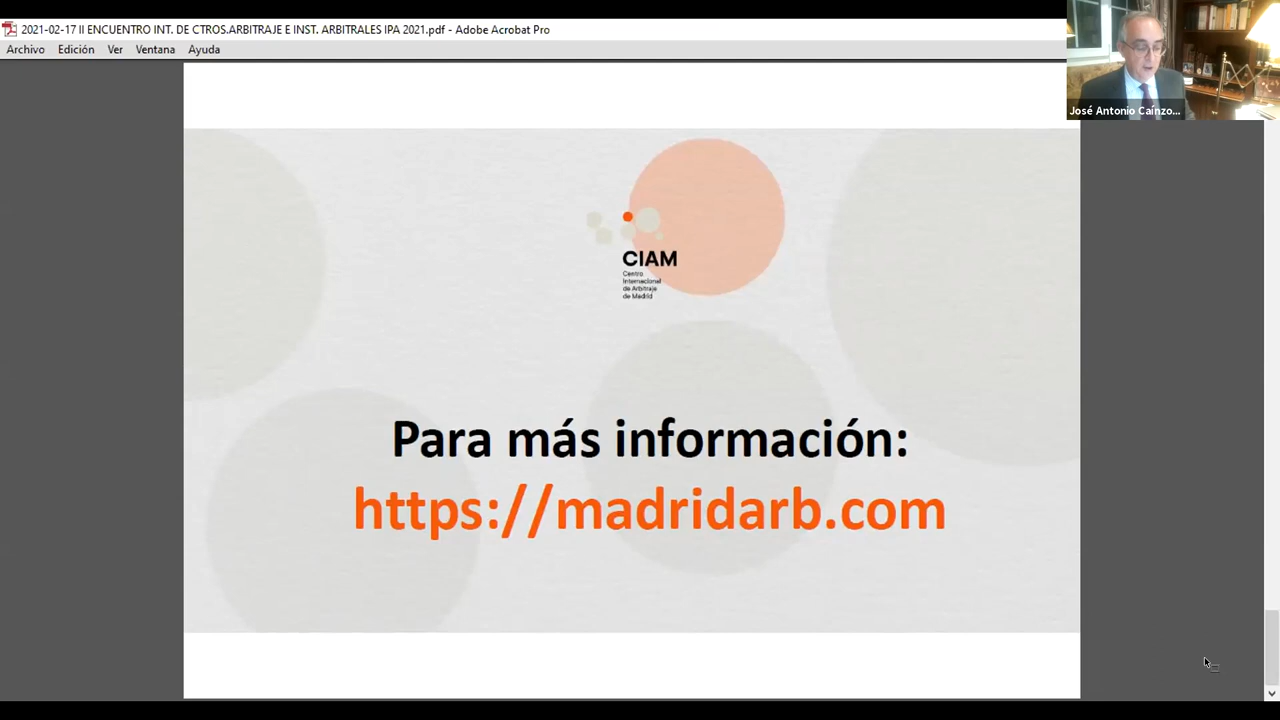 2021-02-17 II ENCUENTRO INT. DE CTROS.ARBITRAJE E INST. ARBITRALES IPA 2021.pdf - Adobe Acrobat Pro
Archivo Edición Ver Ventana Ayuda
José Antonio Caínzo...
CIAM
Centro
Internacional
de Arbitraje
de Madrid
Para más información:
https://madridarb.com